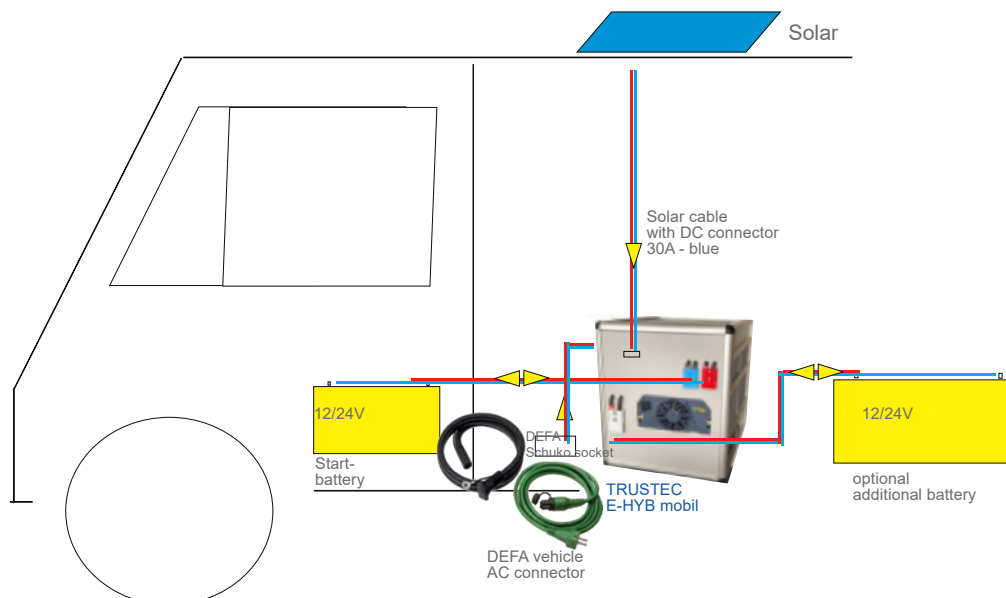 Solar
Solar cable
with DC connector
30A - blue
12/24V
Start-
battery
DEFA
Schuko socket
TRUSTEC
E-HYB mobil
DEFA vehicle
AC connector
12/24V
optional
additional battery